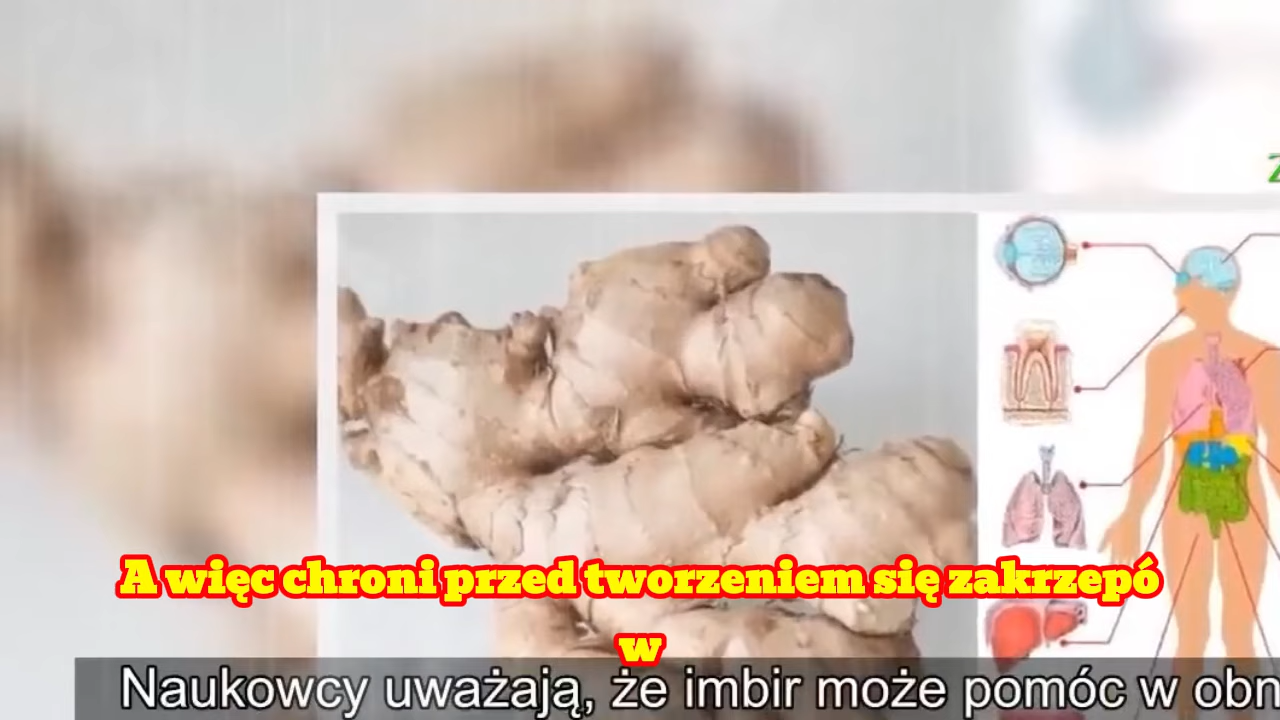 A więc chroni przed tworzeniem się zakrzepó
w
Naukowcy uważają, że imbir może pomóc w obn